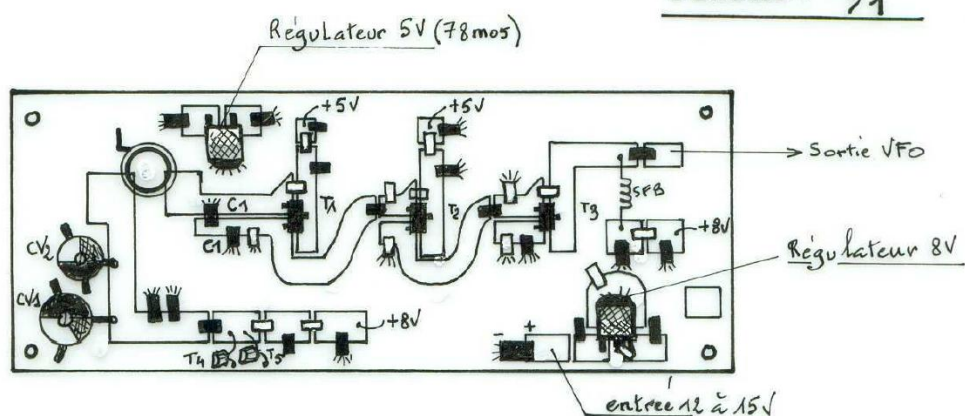 71
Régulateur 5V (78m05)
+5V
+5V
Sortie VFO
C1
T1
T2
T3
SFB
C1
+8V
CV2
Régulateur 8V
CV1
+8V
T4
T5
- +
entrée 12 à 15V